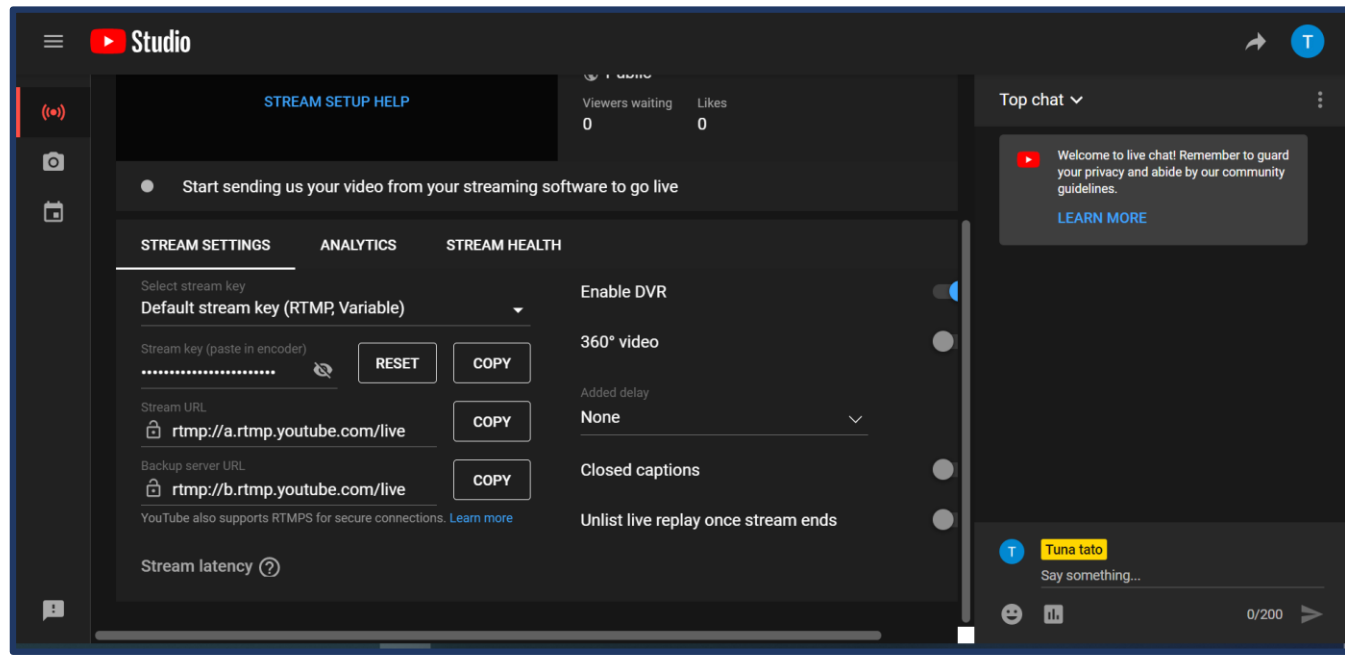 Studio
T
STREAM SETUP HELP
Public
Viewers waiting Likes
0 0
Start sending us your video from your streaming software to go live
STREAM SETTINGS ANALYTICS STREAM HEALTH
Select stream key
Default stream key (RTMP, Variable)
Stream key (paste in encoder)
••••••••••••••••••••••••
RESET COPY
Stream URL
rtmp://a.rtmp.youtube.com/live
COPY
Backup server URL
rtmp://b.rtmp.youtube.com/live
COPY
YouTube also supports RTMPS for secure connections. Learn more
Stream latency
Enable DVR
360° video
Added delay
None
Closed captions
Unlist live replay once stream ends
Top chat
Welcome to live chat! Remember to guard
your privacy and abide by our community
guidelines.
LEARN MORE
T
Tuna tato
Say something...
0/200